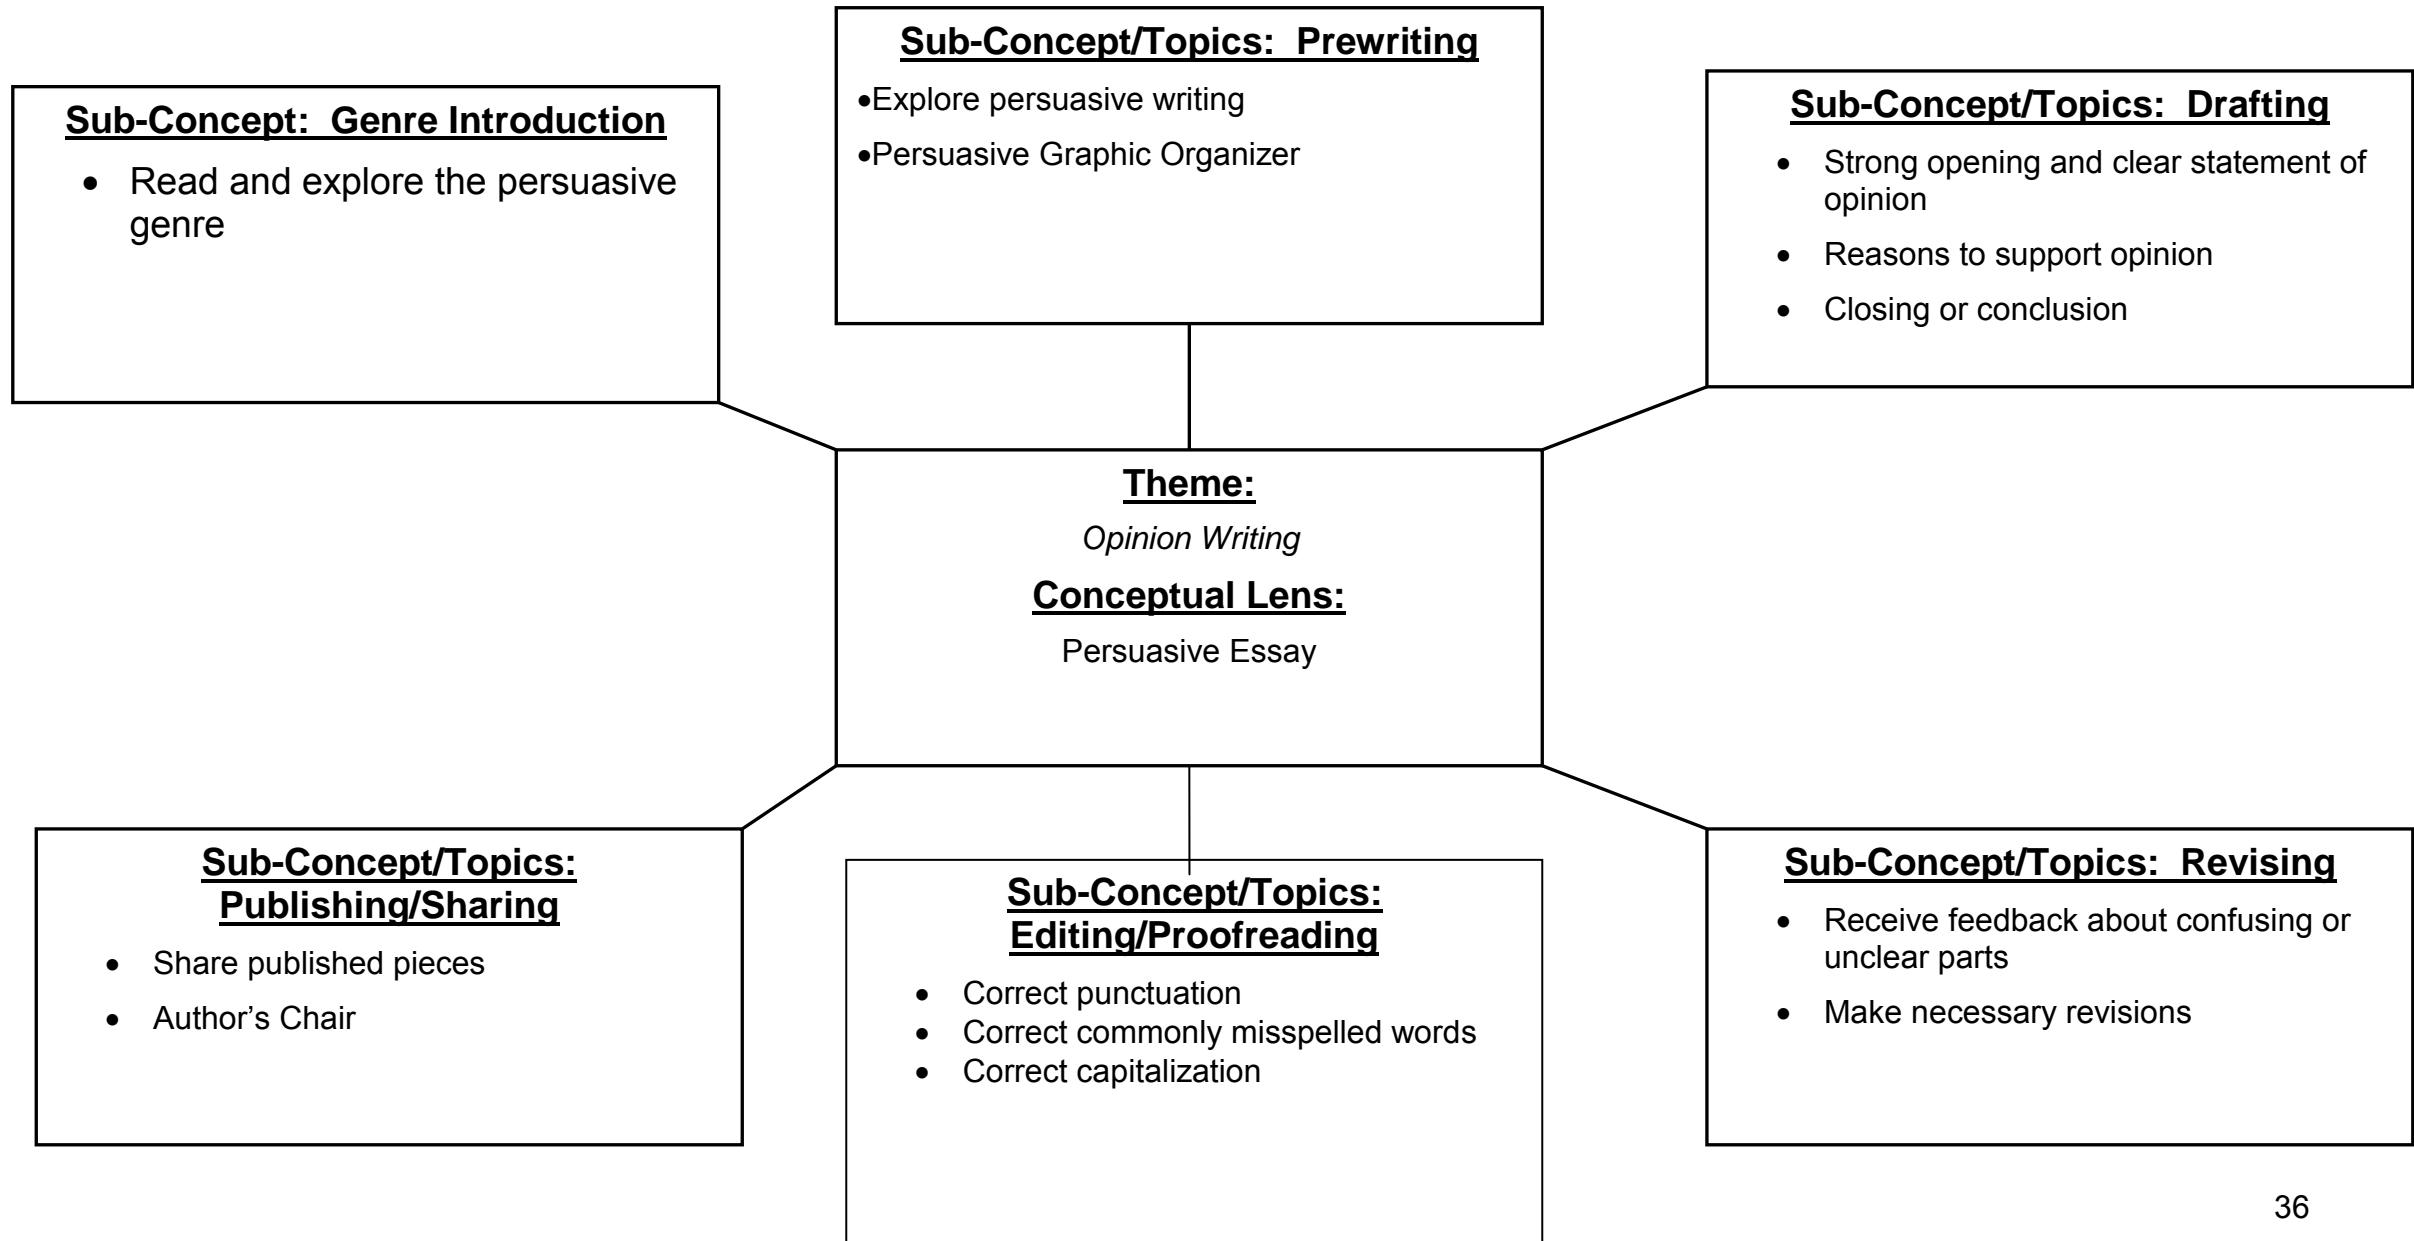 Sub-Concept: Genre Introduction
• Read and explore the persuasive
genre
Sub-Concept/Topics: Prewriting
•Explore persuasive writing
•Persuasive Graphic Organizer
Sub-Concept/Topics: Drafting
• Strong opening and clear statement of
opinion
• Reasons to support opinion
• Closing or conclusion
Theme:
Opinion Writing
Conceptual Lens:
Persuasive Essay
Sub-Concept/Topics:
Publishing/Sharing
• Share published pieces
• Author’s Chair
Sub-Concept/Topics:
Editing/Proofreading
• Correct punctuation
• Correct commonly misspelled words
• Correct capitalization
Sub-Concept/Topics: Revising
• Receive feedback about confusing or
unclear parts
• Make necessary revisions
36